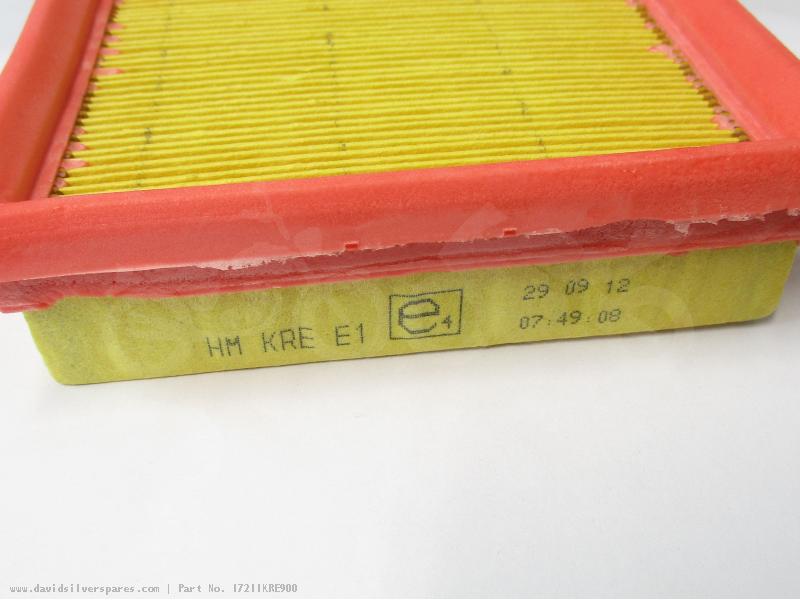 HM KRE E1 e4
29 09 12
07:49:08
www.davidsilverspares.com | Part No. 17211KRE900